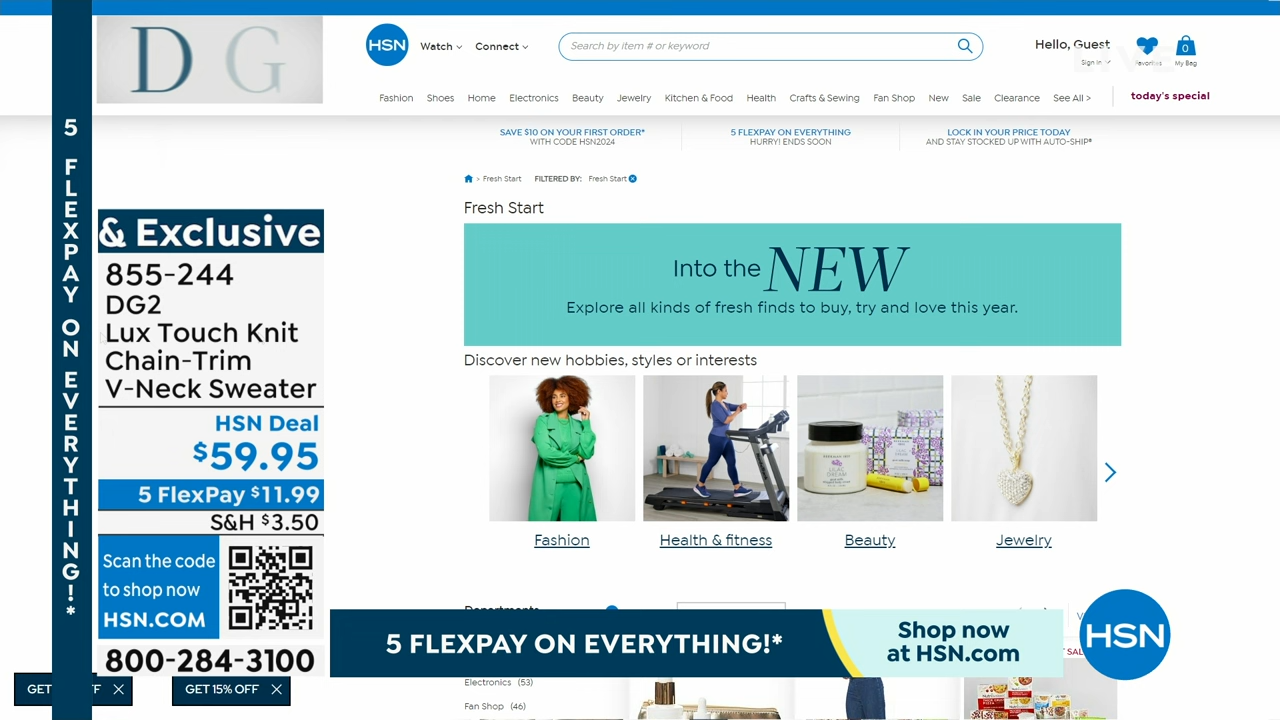 D G
5 FLEXPAY ON EVERYTHING!*
& Exclusive
855-244
DG2
Lux Touch Knit
Chain-Trim
V-Neck Sweater
HSN Deal
$59.95
5 FlexPay $11.99
S&H $3.50
Scan the code
to shop now
HSN.COM
800-284-3100
GET 15% OFF
HSN
Watch
Connect
Search by item # or keyword
Hello, Guest
Sign In
Favorites
0
My Bag
Fashion Shoes Home Electronics Beauty Jewelry Kitchen & Food Health Crafts & Sewing Fan Shop New Sale Clearance See All >
today's special
SAVE $10 ON YOUR FIRST ORDER*
WITH CODE HSN2024
5 FLEXPAY ON EVERYTHING
HURRY! ENDS SOON
LOCK IN YOUR PRICE TODAY
AND STAY STOCKED UP WITH AUTO-SHIP®
> Fresh Start FILTERED BY: Fresh Start
Fresh Start
Into the NEW
Explore all kinds of fresh finds to buy, try and love this year.
Discover new hobbies, styles or interests
Fashion
Health & fitness
Beauty
Jewelry
5 FLEXPAY ON EVERYTHING!*
Shop now
at HSN.com
HSN
Electronics (53)
Fan Shop (46)